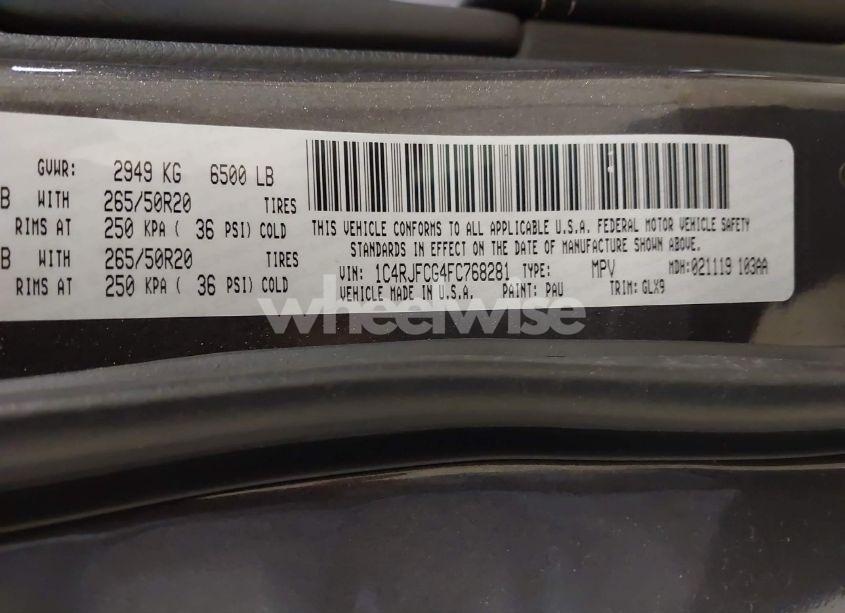 GVWR: 2949 KG 6500 LB
B WITH 265/50R20 TIRES
RIMS AT 250 KPA ( 36 PSI) COLD
B WITH 265/50R20 TIRES
RIMS AT 250 KPA ( 36 PSI) COLD
THIS VEHICLE CONFORMS TO ALL APPLICABLE U.S.A. FEDERAL MOTOR VEHICLE SAFETY
STANDARDS IN EFFECT ON THE DATE OF MANUFACTURE SHOWN ABOVE.
VIN: 1C4RJFCG4FC768281 TYPE: MPV MDH:021119 103AA
VEHICLE MADE IN U.S.A. PAINT: PAU TRIM: GLX9
wheelwise